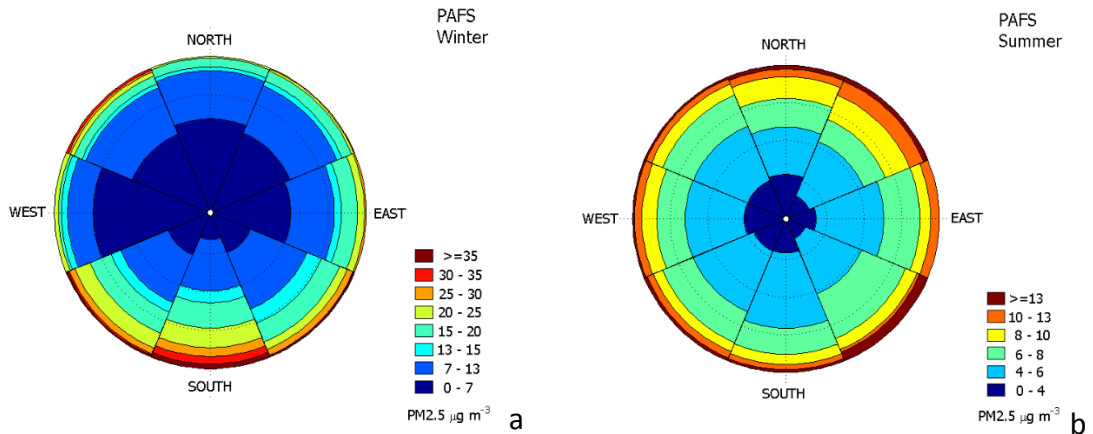 PAFS
Winter
NORTH
WEST
EAST
SOUTH
>=35
30 - 35
25 - 30
20 - 25
15 - 20
13 - 15
7 - 13
0 - 7
PM2.5 μg m⁻³
a
PAFS
Summer
NORTH
WEST
EAST
SOUTH
>=13
10 - 13
8 - 10
6 - 8
4 - 6
0 - 4
PM2.5 μg m⁻³
b